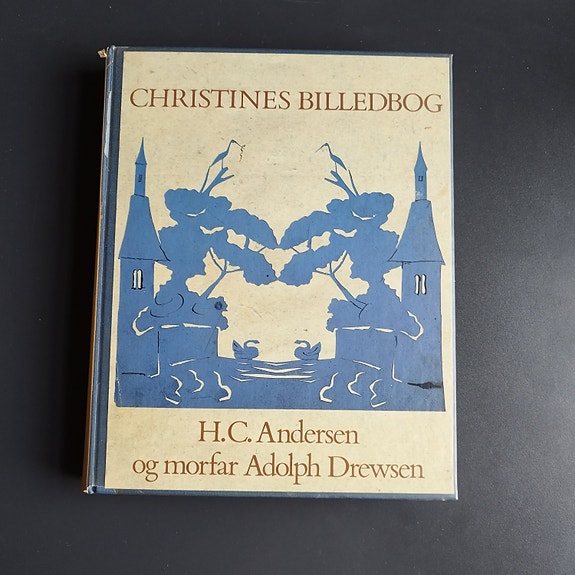 CHRISTINES BILLEDBOG
H.C. Andersen
og morfar Adolph Drewsen